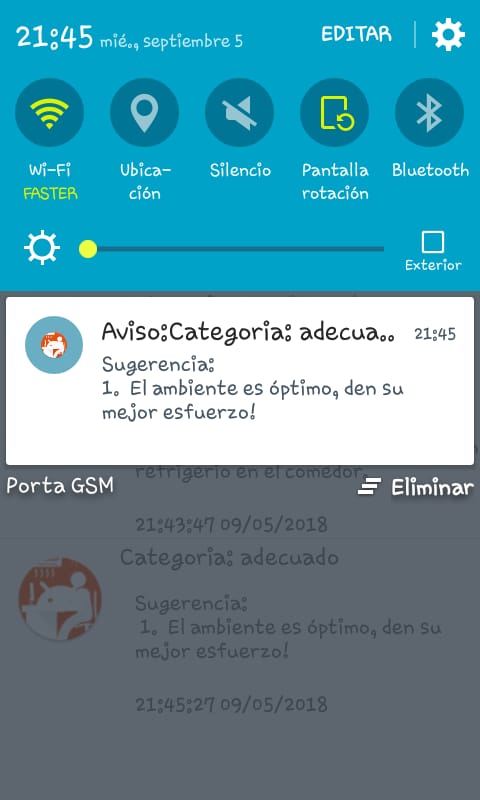 21:45 mié., septiembre 5
EDITAR
Wi-Fi
FASTER
Ubica-
ción
Silencio
Pantalla
rotación
Bluetooth
Exterior
Aviso:Categoria: adecua..
21:45
Sugerencia:
1. El ambiente es óptimo, den su
mejor esfuerzo!
refrigerio en el comedor.
Porta GSM
Eliminar
21:43:47 09/05/2018
Categoria: adecuado
Sugerencia:
1. El ambiente es óptimo, den su
mejor esfuerzo!
21:45:27 09/05/2018